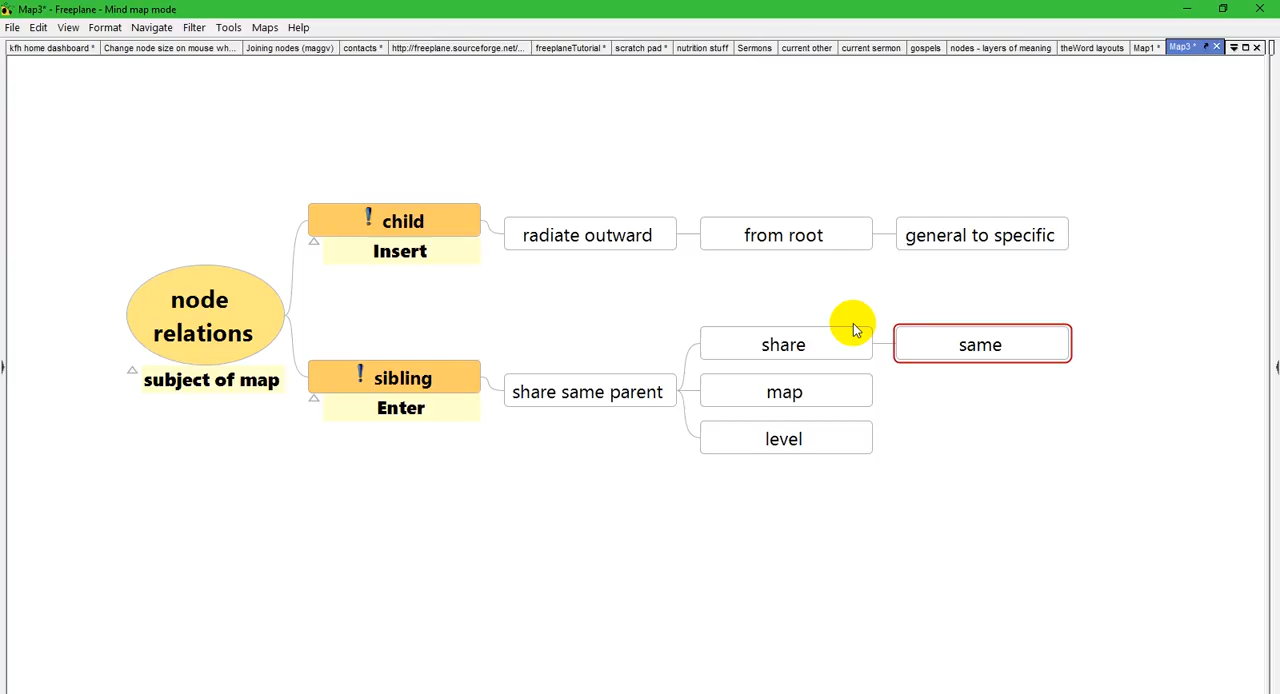 Map3* - Freeplane - Mind map mode
File Edit View Format Navigate Filter Tools Maps Help
kfh home dashboard * Change node size on mouse wh... Joining nodes (maggv) contacts * http://freeplane.sourceforge.net/... freeplaneTutorial * scratch pad * nutrition stuff Sermons current other current sermon gospels nodes - layers of meaning theWord layouts Map1 * Map3 *
child
Insert
radiate outward
from root
general to specific
node
relations
subject of map
sibling
Enter
share same parent
share
same
map
level